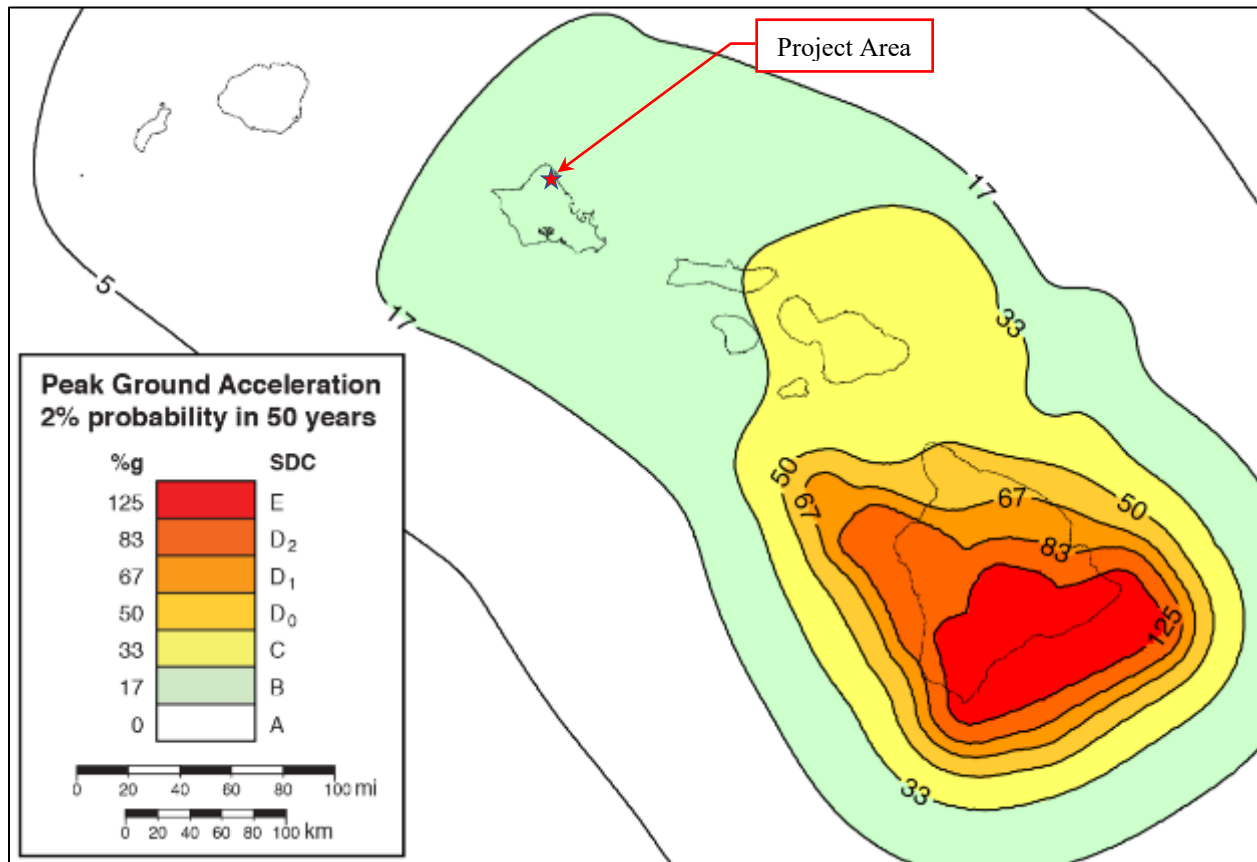 Project Area
17
5
17
33
50
67
67
50
83
125
33
Peak Ground Acceleration
2% probability in 50 years
%g SDC
125 E
83 D₂
67 D₁
50 D₀
33 C
17 B
0 A
0 20 40 60 80 100 mi
0 20 40 60 80 100 km